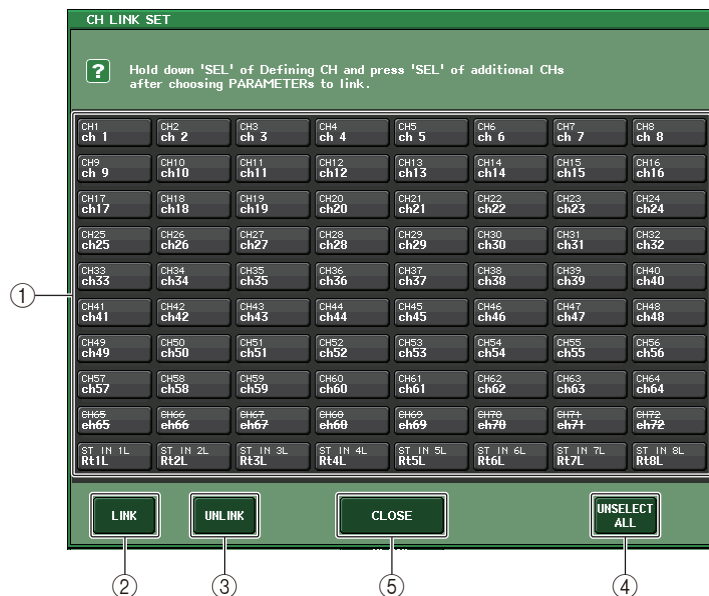 CH LINK SET
? Hold down 'SEL' of Defining CH and press 'SEL' of additional CHs
after choosing PARAMETERs to link.
CH1 CH2 CH3 CH4 CH5 CH6 CH7 CH8
ch 1 ch 2 ch 3 ch 4 ch 5 ch 6 ch 7 ch 8
CH9 CH10 CH11 CH12 CH13 CH14 CH15 CH16
ch 9 ch10 ch11 ch12 ch13 ch14 ch15 ch16
CH17 CH18 CH19 CH20 CH21 CH22 CH23 CH24
ch17 ch18 ch19 ch20 ch21 ch22 ch23 ch24
CH25 CH26 CH27 CH28 CH29 CH30 CH31 CH32
ch25 ch26 ch27 ch28 ch29 ch30 ch31 ch32
CH33 CH34 CH35 CH36 CH37 CH38 CH39 CH40
ch33 ch34 ch35 ch36 ch37 ch38 ch39 ch40
①
CH41 CH42 CH43 CH44 CH45 CH46 CH47 CH48
ch41 ch42 ch43 ch44 ch45 ch46 ch47 ch48
CH49 CH50 CH51 CH52 CH53 CH54 CH55 CH56
ch49 ch50 ch51 ch52 ch53 ch54 ch55 ch56
CH57 CH58 CH59 CH60 CH61 CH62 CH63 CH64
ch57 ch58 ch59 ch60 ch61 ch62 ch63 ch64
CH65 CH66 CH67 CH68 CH69 CH70 CH71 CH72
ch65 ch66 ch67 ch68 ch69 ch70 ch71 ch72
ST IN 1L ST IN 2L ST IN 3L ST IN 4L ST IN 5L ST IN 6L ST IN 7L ST IN 8L
Rt1L Rt2L Rt3L Rt4L Rt5L Rt6L Rt7L Rt8L
LINK UNLINK CLOSE UNSELECT
ALL
② ③ ⑤ ④